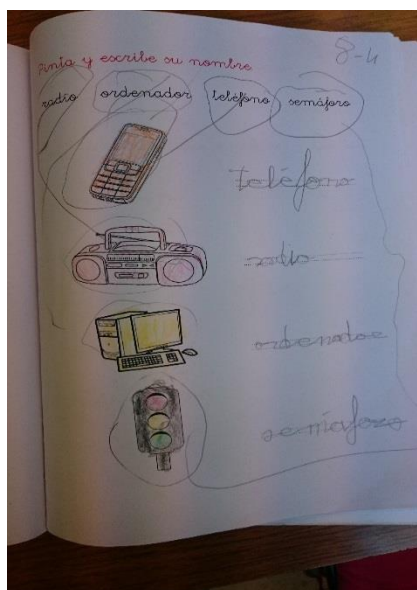 Pinta y escribe su nombre
8-4
radio ordenador teléfono semáforo
teléfono
radio
ordenador
semáforo